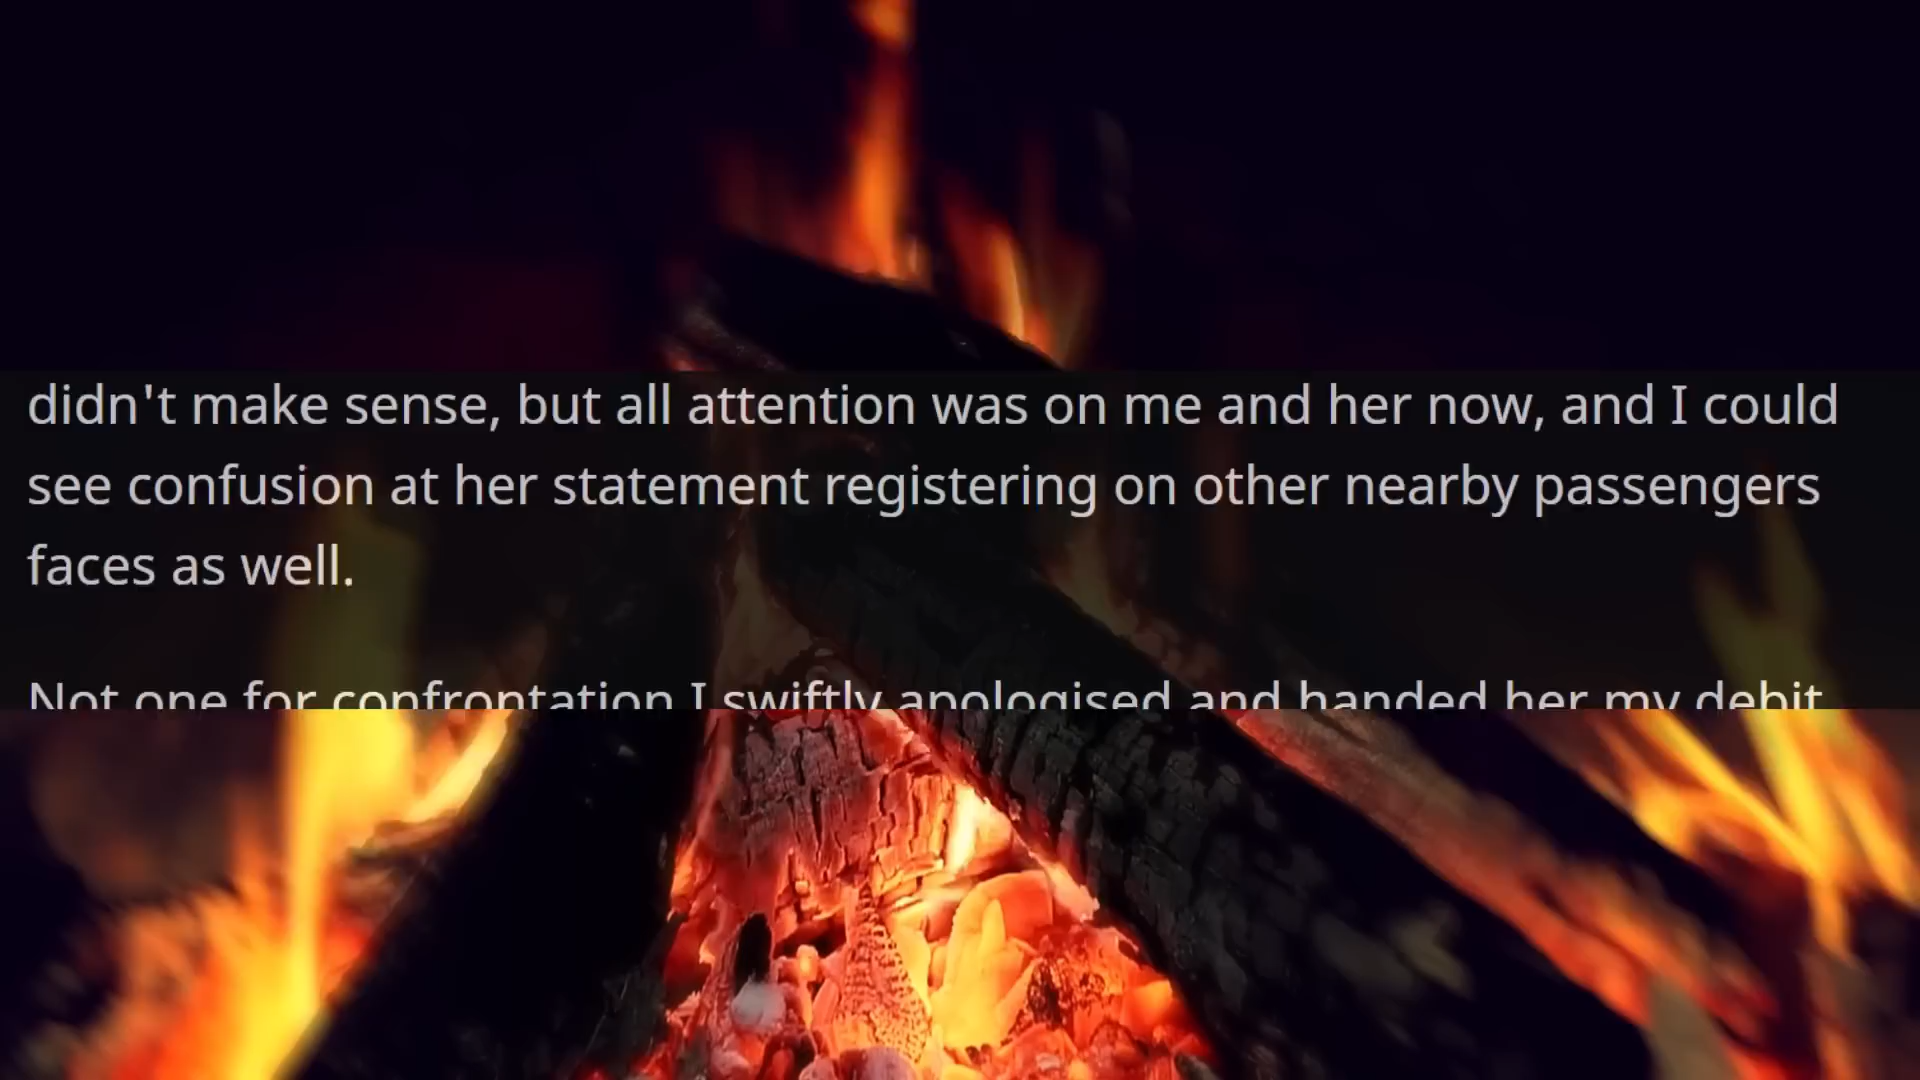 didn't make sense, but all attention was on me and her now, and I could
see confusion at her statement registering on other nearby passengers
faces as well.
Not one for confrontation I swiftly apologised and handed her my debit